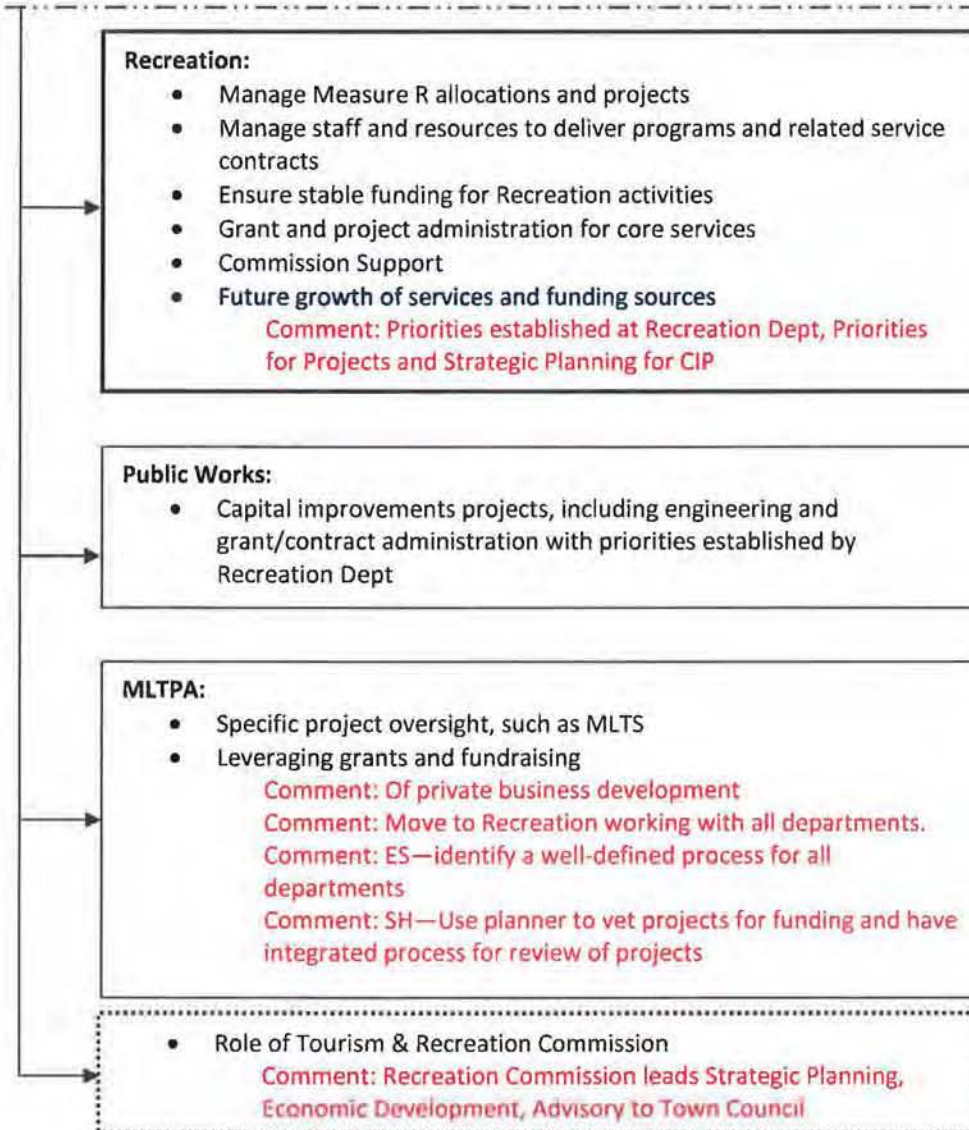 Recreation:
• Manage Measure R allocations and projects
• Manage staff and resources to deliver programs and related service
contracts
• Ensure stable funding for Recreation activities
• Grant and project administration for core services
• Commission Support
• Future growth of services and funding sources
Comment: Priorities established at Recreation Dept, Priorities
for Projects and Strategic Planning for CIP
Public Works:
• Capital improvements projects, including engineering and
grant/contract administration with priorities established by
Recreation Dept
MLTPA:
• Specific project oversight, such as MLTS
• Leveraging grants and fundraising
Comment: Of private business development
Comment: Move to Recreation working with all departments.
Comment: ES—identify a well-defined process for all
departments
Comment: SH—Use planner to vet projects for funding and have
integrated process for review of projects
• Role of Tourism & Recreation Commission
Comment: Recreation Commission leads Strategic Planning,
Economic Development, Advisory to Town Council